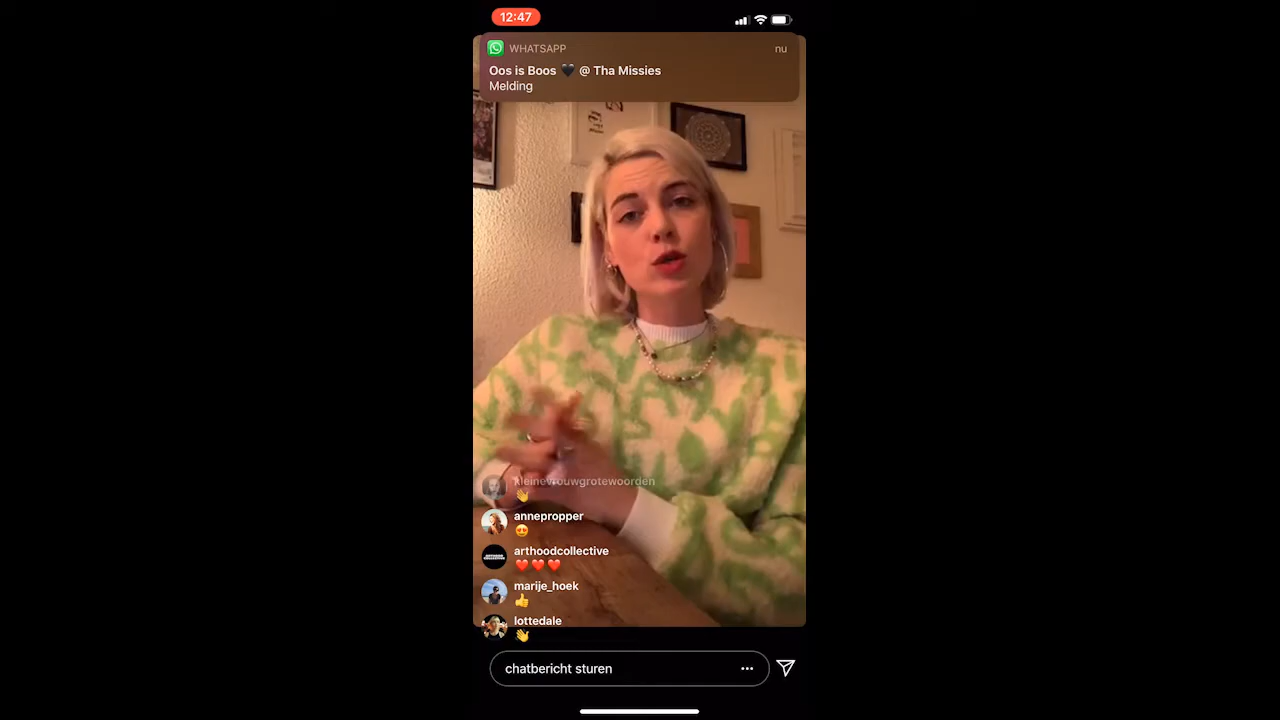 12:47
WHATSAPP
nu
Oos is Boos 🖤 @ Tha Missies
Melding
kleinevrouwgrotewoorden
👋
annepropper
😍
arthoodcollective
❤️❤️❤️
marije_hoek
👍
lottedale
👋
chatbericht sturen